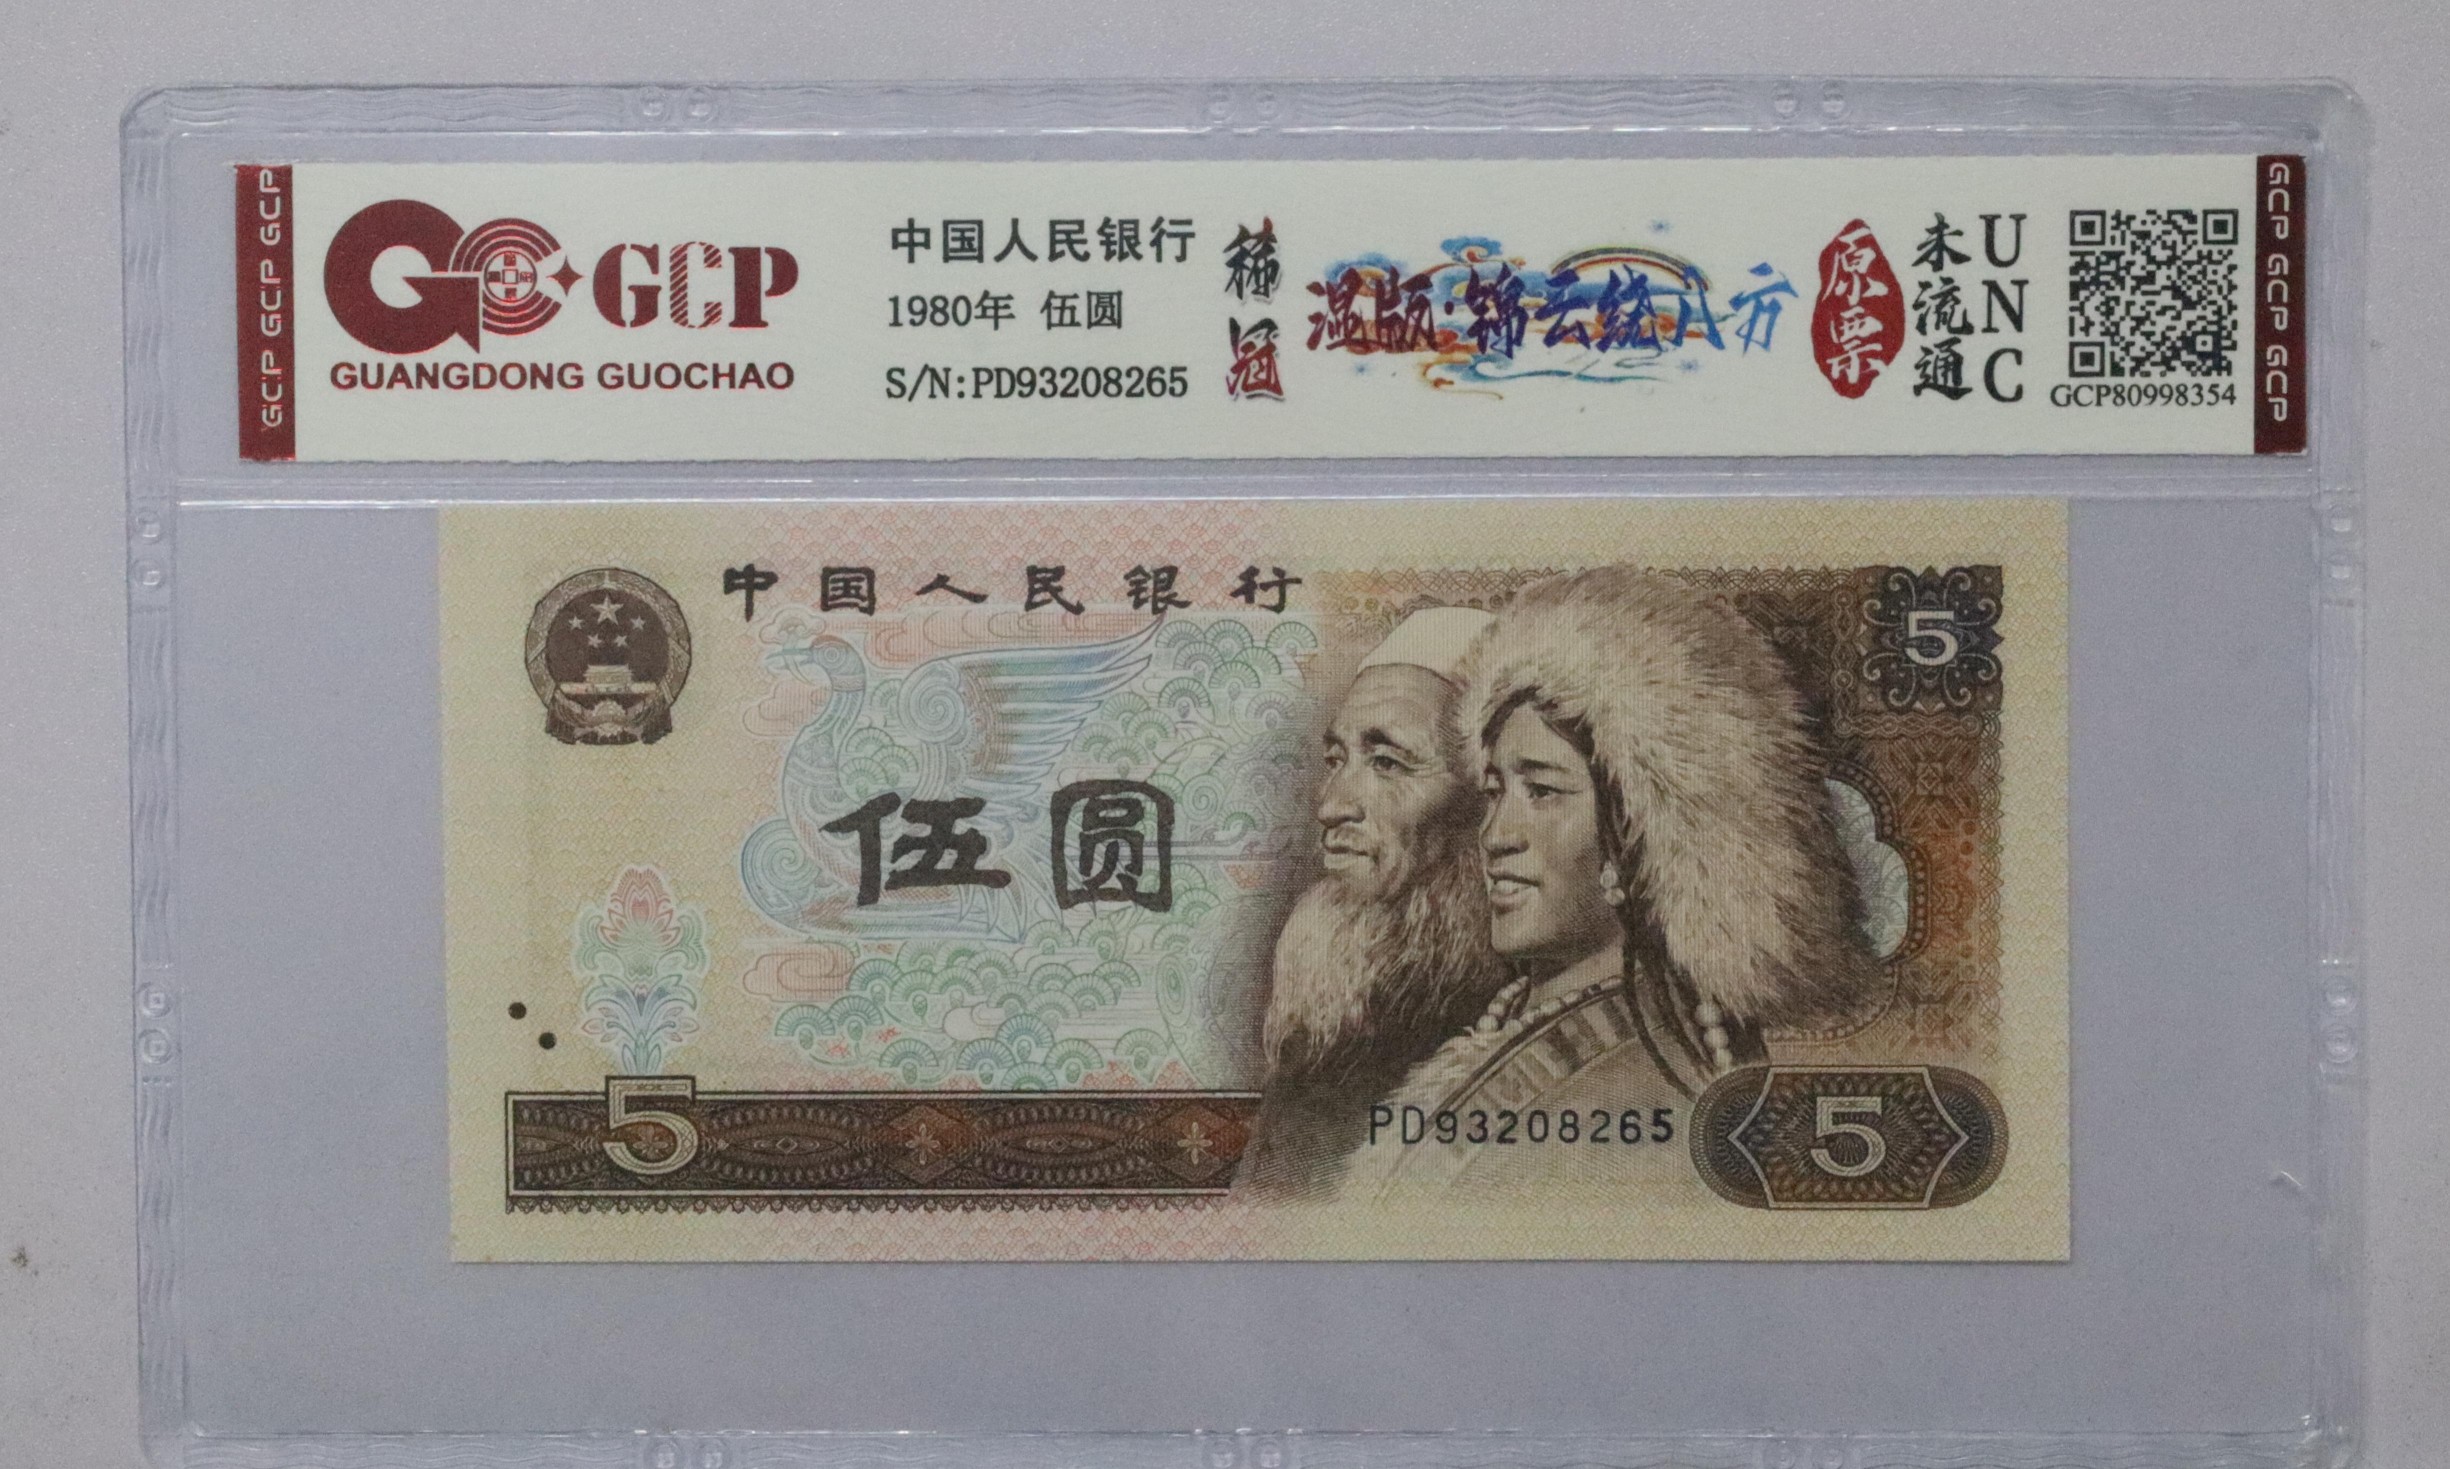 GCP GCP GCP
GCP
GUANGDONG GUOCHAO
中国人民银行
1980年 伍圆
S/N:PD93208265
稀冠
温版·锦云绕八方
原票
未流通
UNC
GCP80998354
GCP GCP GCP
中国人民银行
5
伍圆
5
PD93208265
5